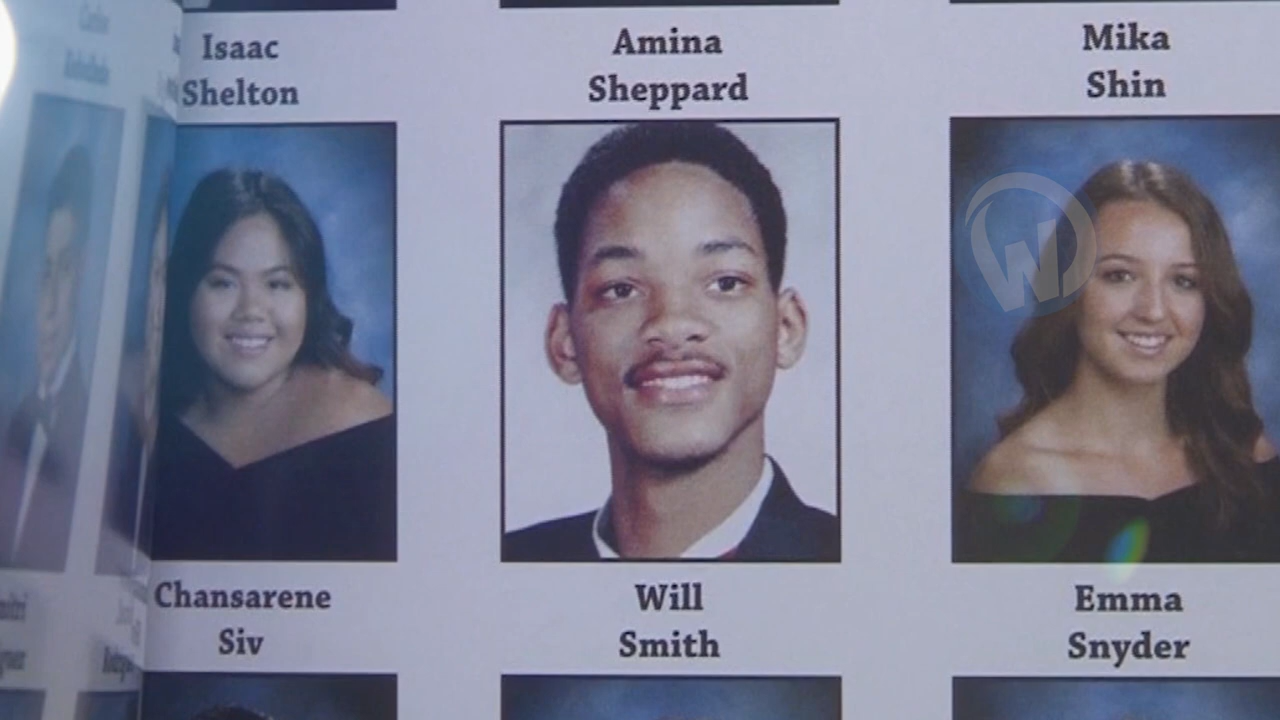 Isaac
Shelton
Amina
Sheppard
Mika
Shin
W
Chansarene
Siv
Will
Smith
Emma
Snyder